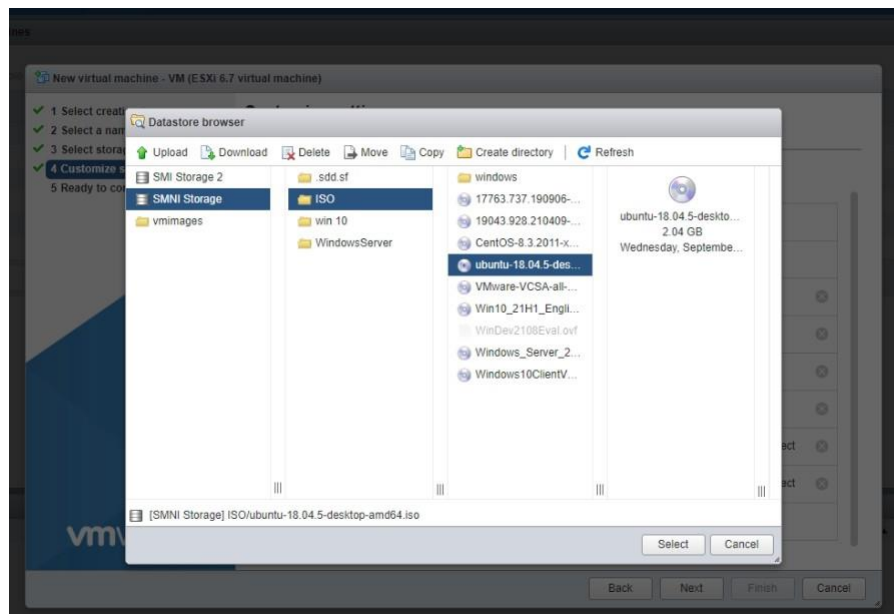 nes
New virtual machine - VM (ESXi 6.7 virtual machine)
1 Select creati
2 Select a nam
3 Select storag
4 Customize s
5 Ready to co
Datastore browser
Upload Download Delete Move Copy Create directory Refresh
SMI Storage 2
SMNI Storage
vmimages
.sdd.sf
ISO
win 10
WindowsServer
windows
17763.737.190906-...
19043.928.210409-...
CentOS-8.3.2011-x...
ubuntu-18.04.5-des...
VMware-VCSA-all-...
Win10_21H1_Engli...
WinDev2108Eval.ovf
Windows_Server_2...
Windows10ClientV...
ubuntu-18.04.5-deskto...
2.04 GB
Wednesday, Septembe...
ect
ect
[SMNI Storage] ISO/ubuntu-18.04.5-desktop-amd64.iso
Select Cancel
vm
Back Next Finish Cancel